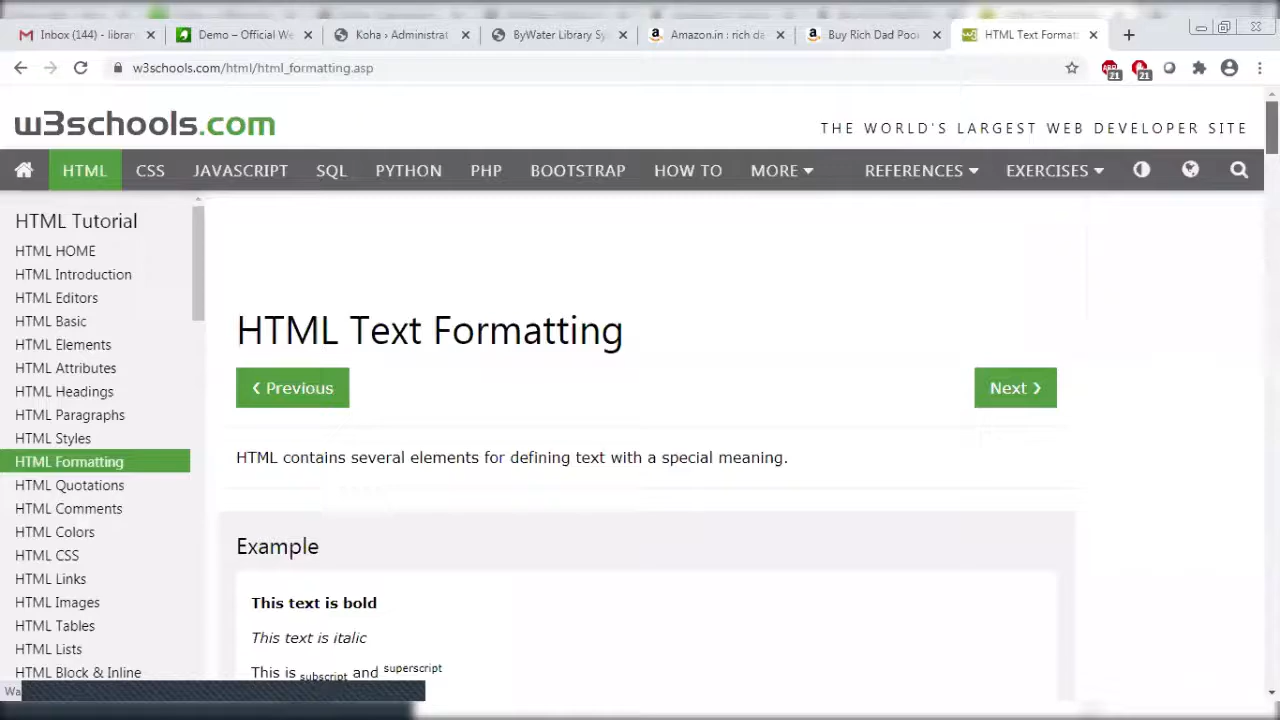 Inbox (144) - librar
Demo – Official We
Koha › Administrat
ByWater Library Sy
Amazon.in : rich da
Buy Rich Dad Poo
HTML Text Format
w3schools.com/html/html_formatting.asp
21
21
w3schools.com
THE WORLD'S LARGEST WEB DEVELOPER SITE
HTML CSS JAVASCRIPT SQL PYTHON PHP BOOTSTRAP HOW TO MORE REFERENCES EXERCISES
HTML Tutorial
HTML HOME
HTML Introduction
HTML Editors
HTML Basic
HTML Elements
HTML Attributes
HTML Headings
HTML Paragraphs
HTML Styles
HTML Formatting
HTML Quotations
HTML Comments
HTML Colors
HTML CSS
HTML Links
HTML Images
HTML Tables
HTML Lists
HTML Block & Inline
HTML Text Formatting
❮ Previous
Next ❯
HTML contains several elements for defining text with a special meaning.
Example
This text is bold
This text is italic
This is subscript and superscript
Wa